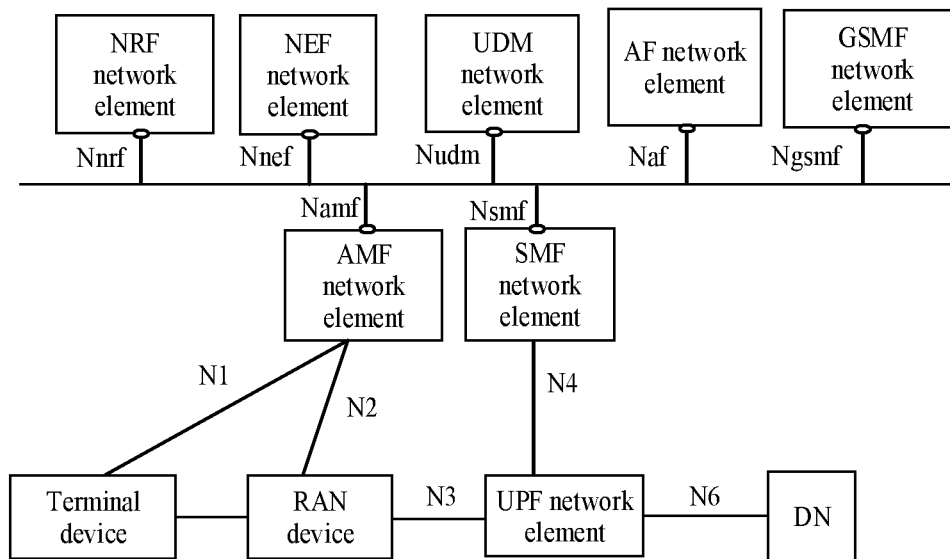 NRF
network
element
NEF
network
element
UDM
network
element
AF network
element
GSMF
network
element
Nnrf
Nnef
Nudm
Naf
Ngsmf
Namf
Nsmf
AMF
network
element
SMF
network
element
N1
N2
N4
Terminal
device
RAN
device
N3
UPF network
element
N6
DN